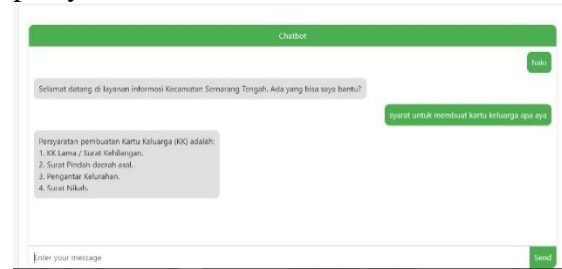 Chatbot
halo
Selamat datang di layanan informasi Kecamatan Semarang Tengah. Ada yang bisa saya bantu?
syarat untuk membuat kartu keluarga apa aya
Persyaratan pembuatan Kartu Keluarga (KK) adalah:
1. KK Lama / Surat Kehilangan.
2. Surat Pindah daerah asal.
3. Pengantar Kelurahan.
4. Surat Nikah.
Enter your message
Send